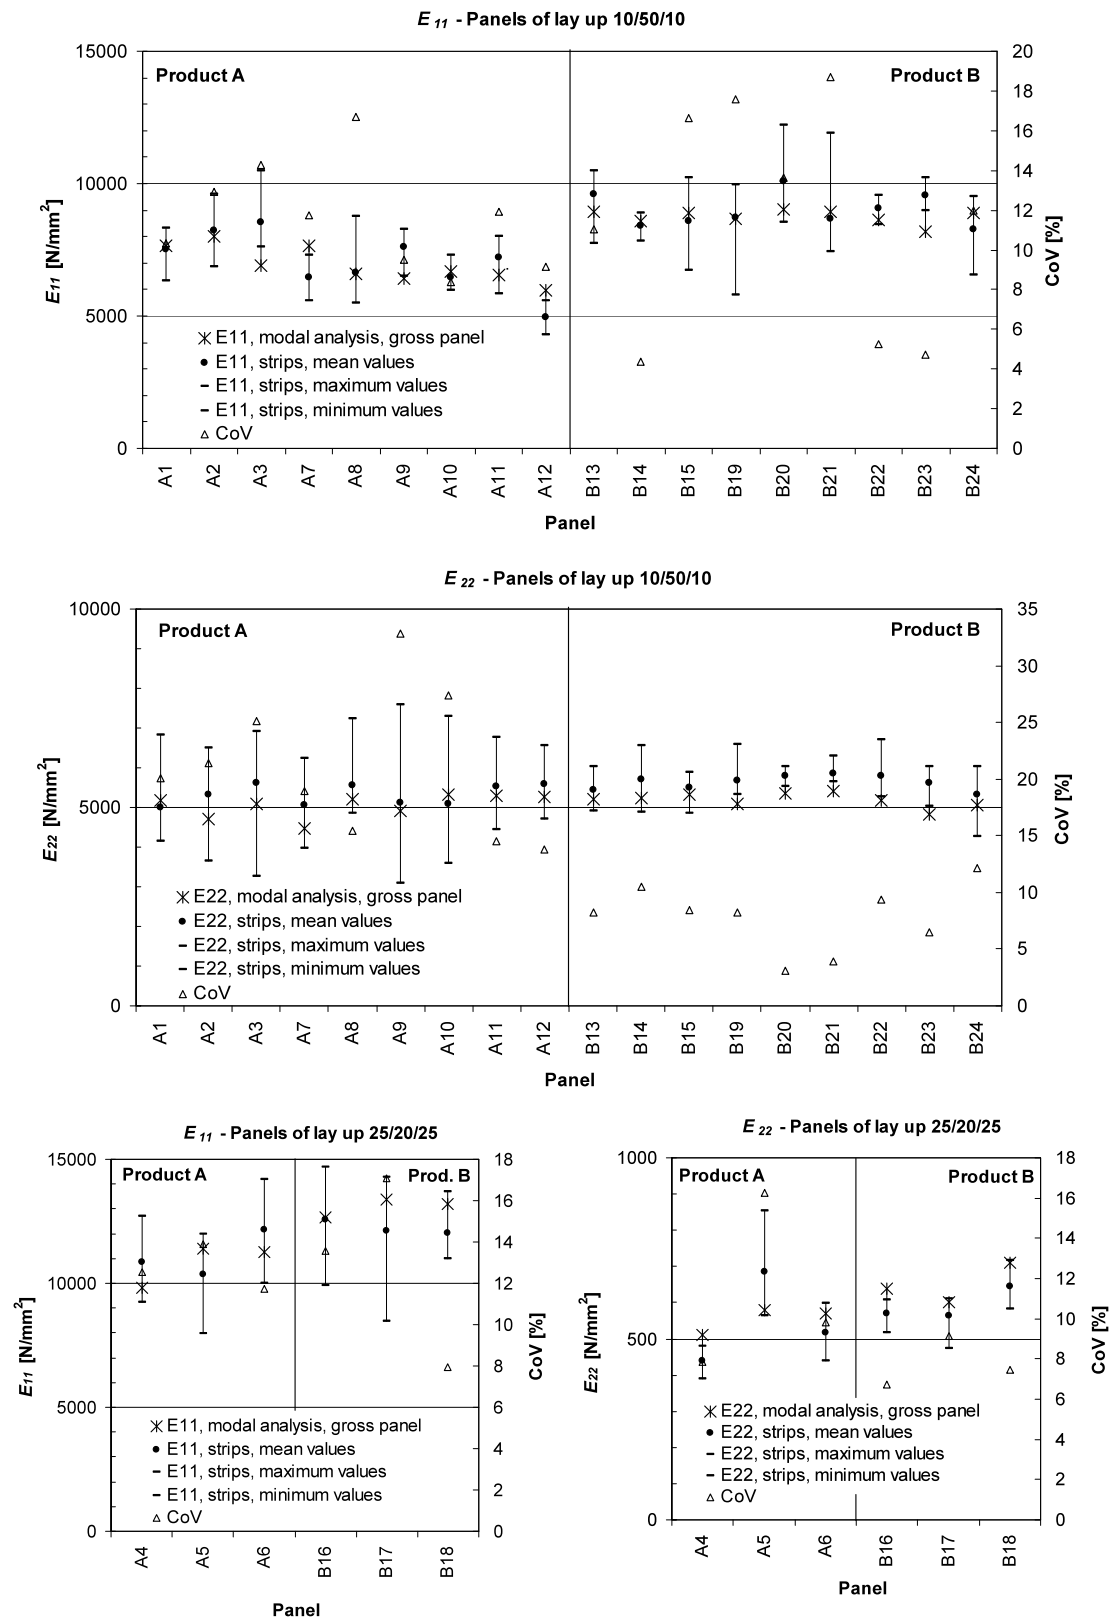 E 11 - Panels of lay up 10/50/10
15000
10000
5000
0
E11 [N/mm2]
Product A
Product B
20
18
16
14
12
10
8
6
4
2
0
CoV [%]
E11, modal analysis, gross panel
E11, strips, mean values
E11, strips, maximum values
E11, strips, minimum values
CoV
A1 A2 A3 A7 A8 A9 A10 A11 A12 B13 B14 B15 B19 B20 B21 B22 B23 B24
Panel
E 22 - Panels of lay up 10/50/10
10000
5000
0
E22 [N/mm2]
Product A
Product B
35
30
25
20
15
10
5
0
CoV [%]
E22, modal analysis, gross panel
E22, strips, mean values
E22, strips, maximum values
E22, strips, minimum values
CoV
A1 A2 A3 A7 A8 A9 A10 A11 A12 B13 B14 B15 B19 B20 B21 B22 B23 B24
Panel
E 11 - Panels of lay up 25/20/25
15000
10000
5000
0
E11 [N/mm2]
Product A
Prod. B
18
16
14
12
10
8
6
4
2
0
CoV [%]
E11, modal analysis, gross panel
E11, strips, mean values
E11, strips, maximum values
E11, strips, minimum values
CoV
A4 A5 A6 B16 B17 B18
Panel
E 22 - Panels of lay up 25/20/25
1000
500
0
E22 [N/mm2]
Product A
Product B
18
16
14
12
10
8
6
4
2
0
CoV [%]
E22, modal analysis, gross panel
E22, strips, mean values
E22, strips, maximum values
E22, strips, minimum values
CoV
A4 A5 A6 B16 B17 B18
Panel